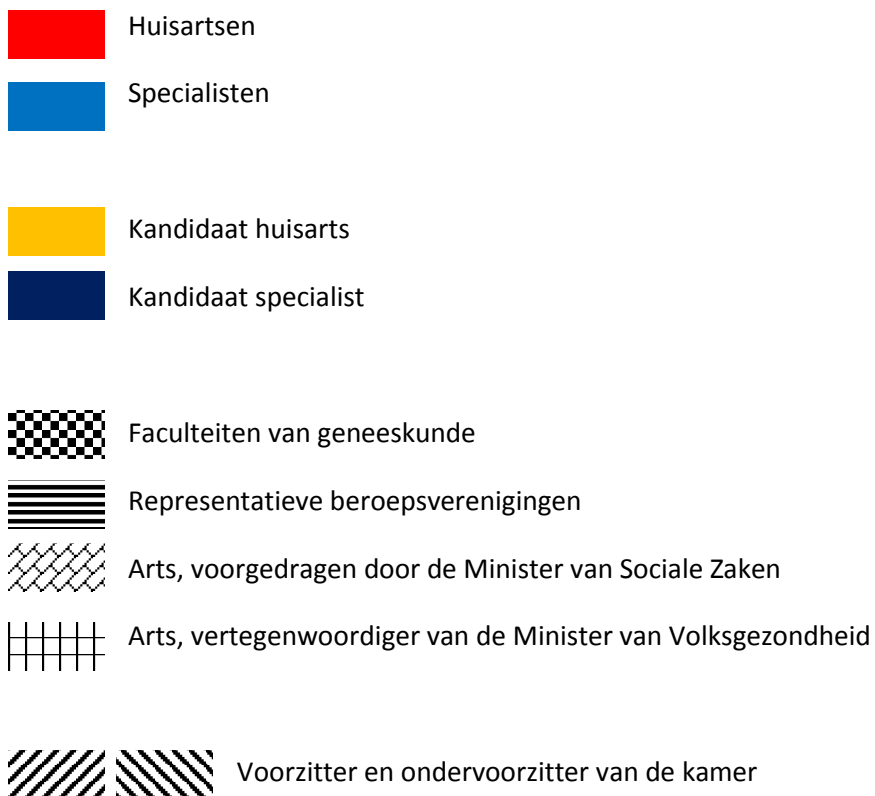 Huisartsen
Specialisten
Kandidaat huisarts
Kandidaat specialist
Faculteiten van geneeskunde
Representatieve beroepsverenigingen
Arts, voorgedragen door de Minister van Sociale Zaken
Arts, vertegenwoordiger van de Minister van Volksgezondheid
Voorzitter en ondervoorzitter van de kamer